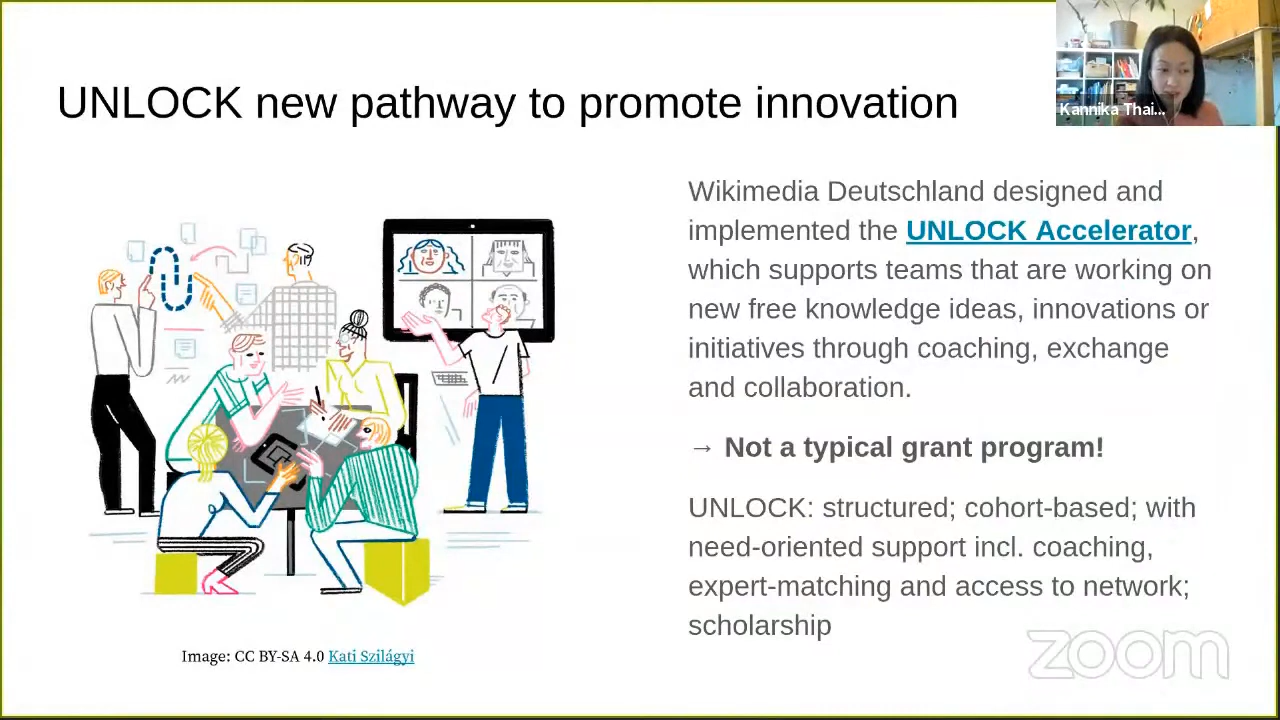 UNLOCK new pathway to promote innovation
Kannika Thai...
Wikimedia Deutschland designed and
implemented the UNLOCK Accelerator,
which supports teams that are working on
new free knowledge ideas, innovations or
initiatives through coaching, exchange
and collaboration.
→ Not a typical grant program!
UNLOCK: structured; cohort-based; with
need-oriented support incl. coaching,
expert-matching and access to network;
scholarship
Image: CC BY-SA 4.0 Kati Szilágyi
zoom